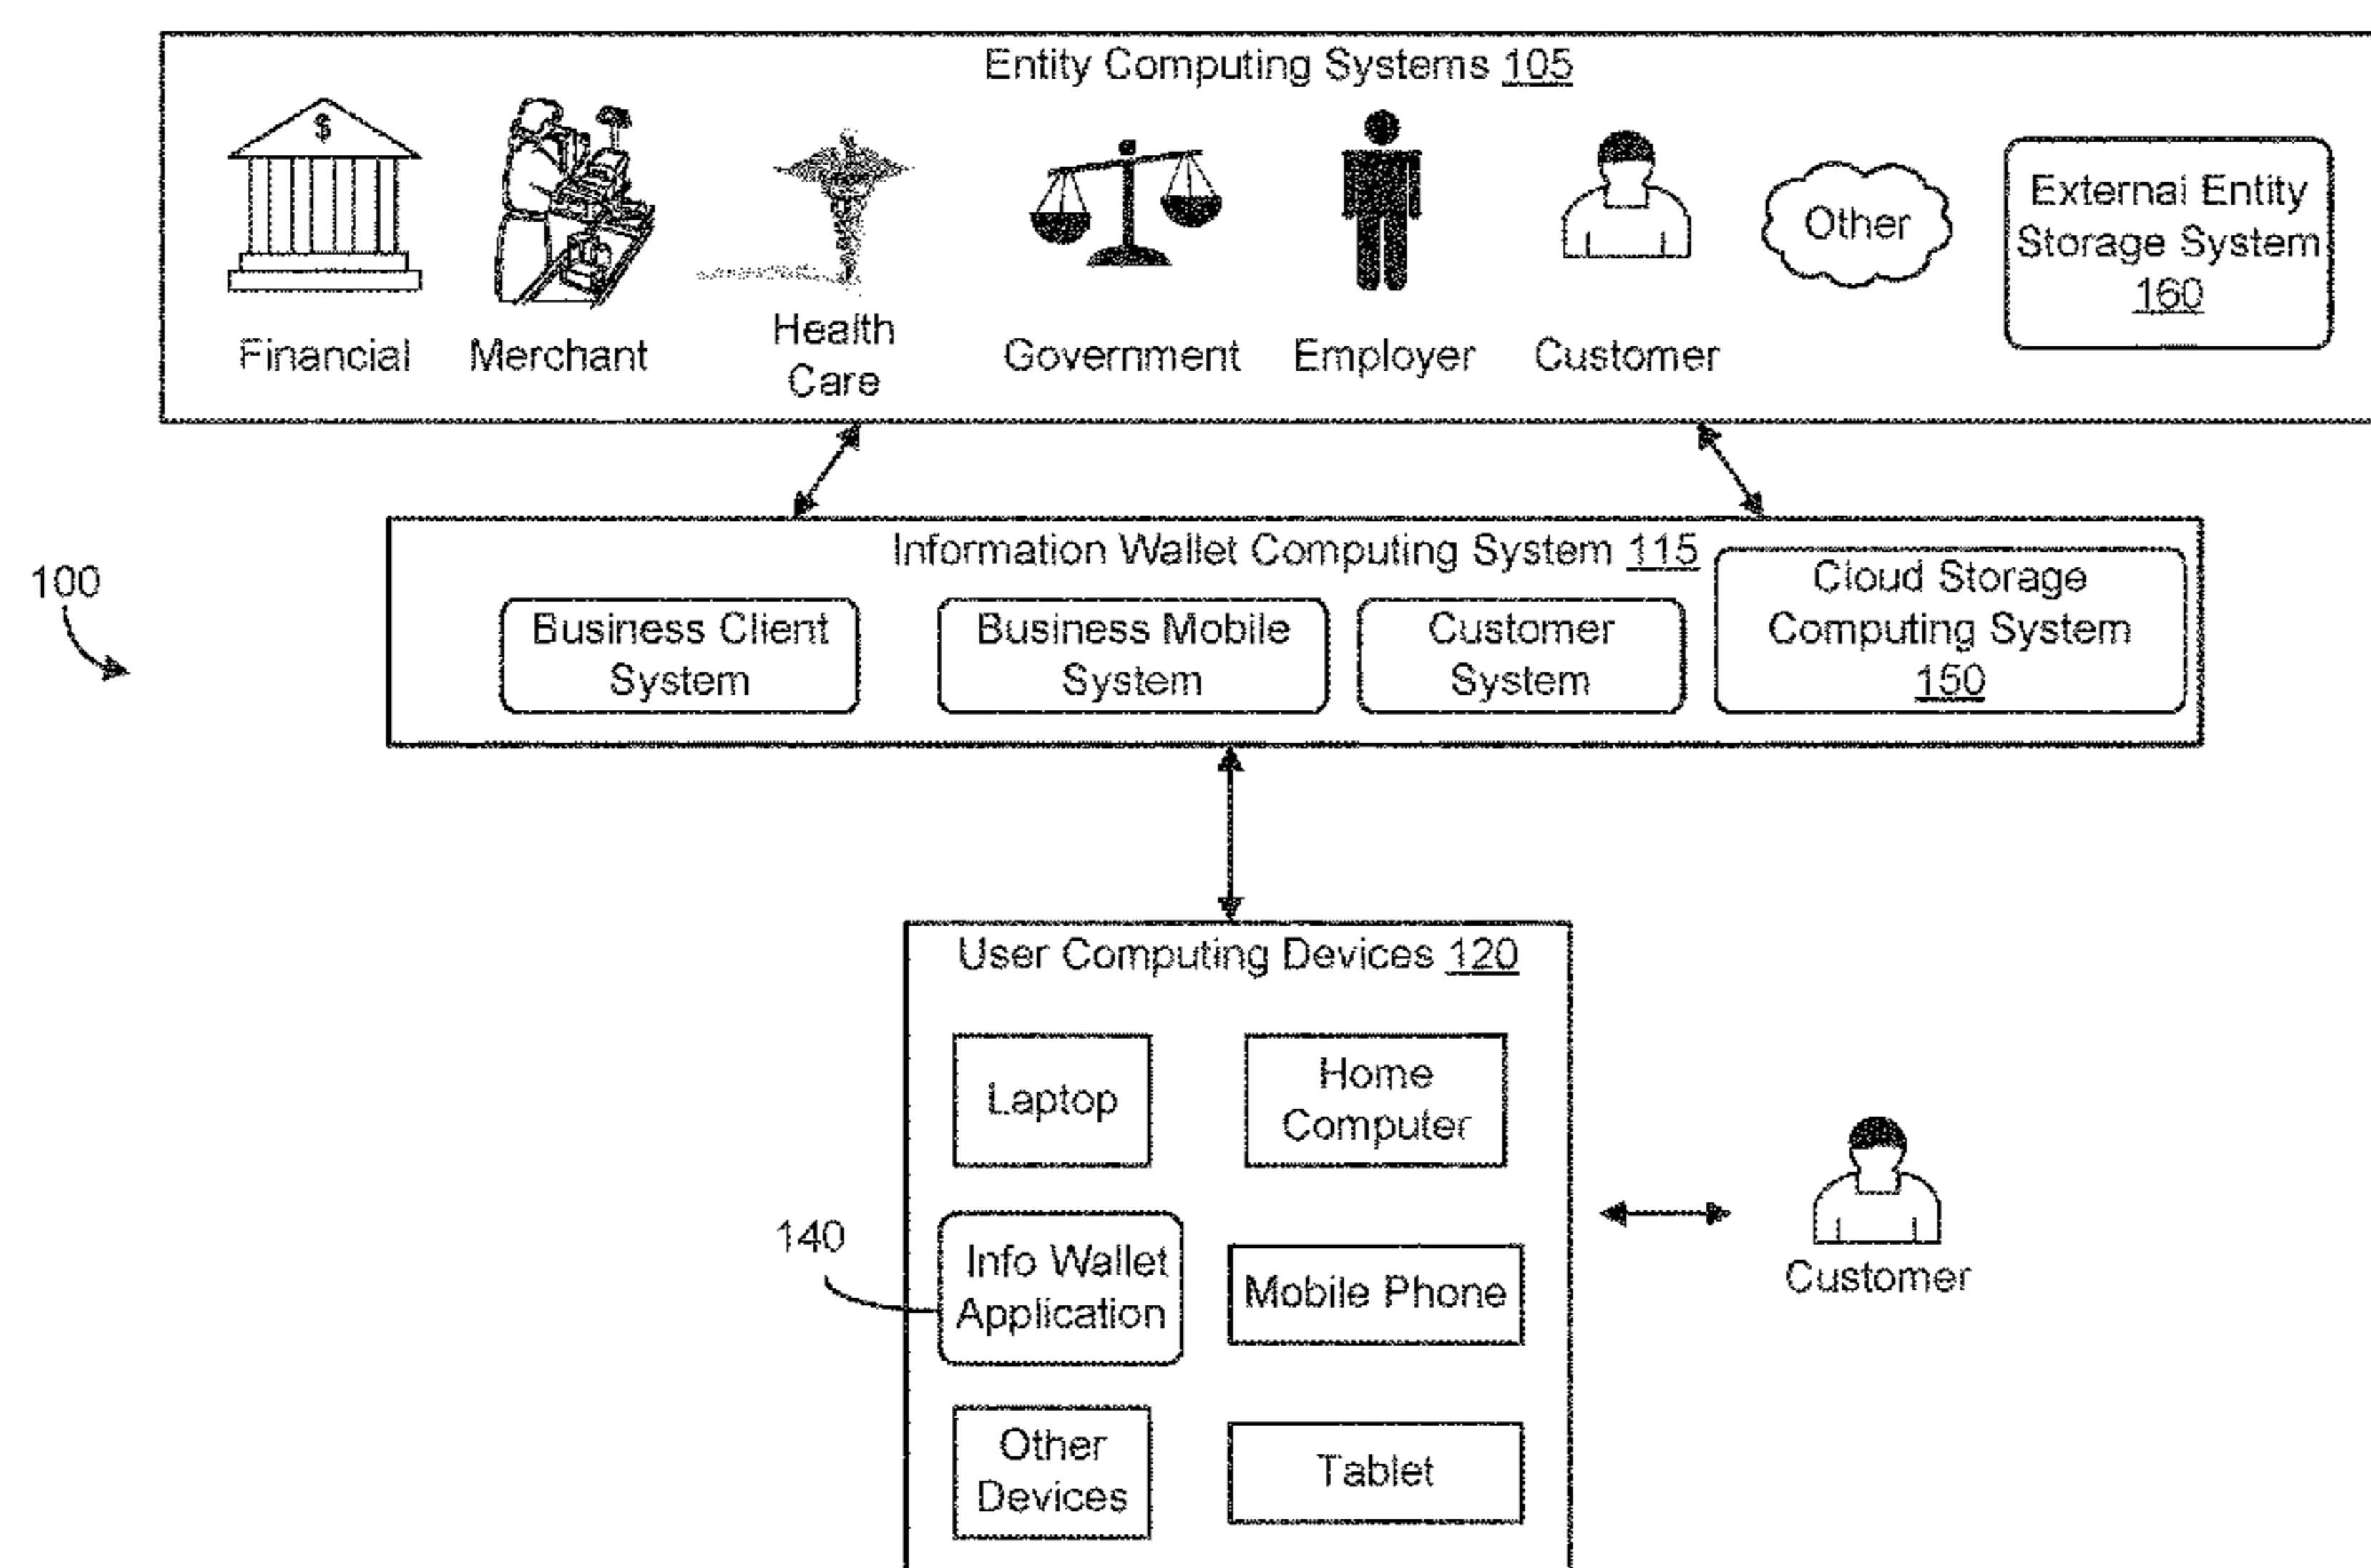 Entity Computing Systems 105
$
Financial
Merchant
Health
Care
Government
Employer
Customer
Other
External Entity
Storage System
160
100
Information Wallet Computing System 115
Business Client
System
Business Mobile
System
Customer
System
Cloud Storage
Computing System
150
User Computing Devices 120
Laptop
Home
Computer
140
Info Wallet
Application
Mobile Phone
Customer
Other
Devices
Tablet